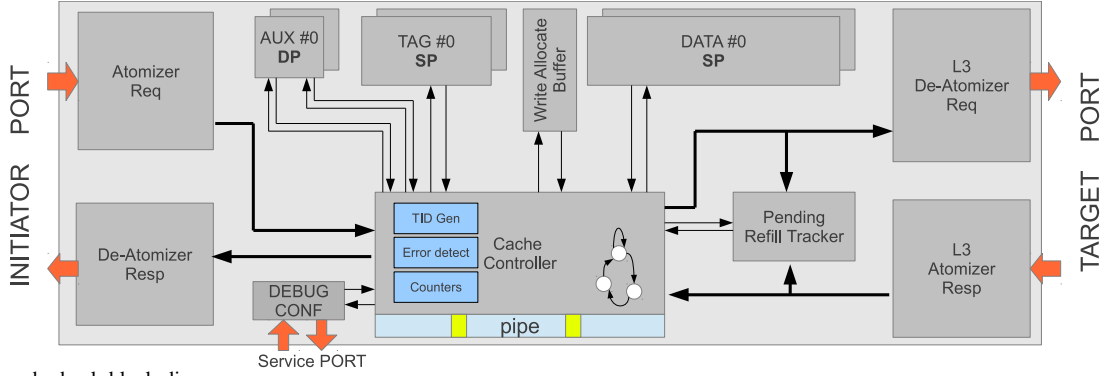 INITIATOR PORT
Atomizer
Req
AUX #0
DP
TAG #0
SP
Write Allocate
Buffer
DATA #0
SP
L3
De-Atomizer
Req
TARGET PORT
De-Atomizer
Resp
TID Gen
Error detect
Counters
Cache
Controller
Pending
Refill Tracker
L3
Atomizer
Resp
DEBUG
CONF
pipe
Service PORT